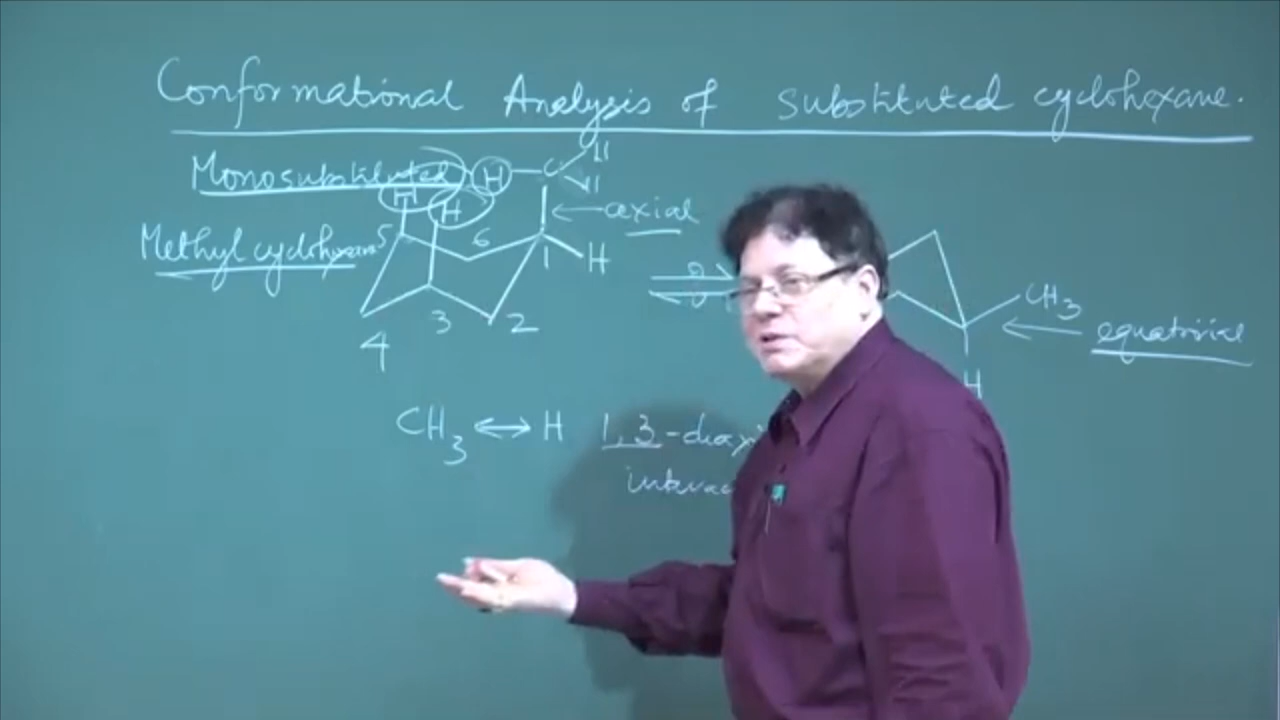 Conformational Analysis of substituted cyclohexane.
Monosubstituted
H C H
H
H H
axial
Methyl cyclohexane
5 6 1 H
3 2
4
CH3
equatorial
H
CH3 ↔ H 1,3-diaxi
interac